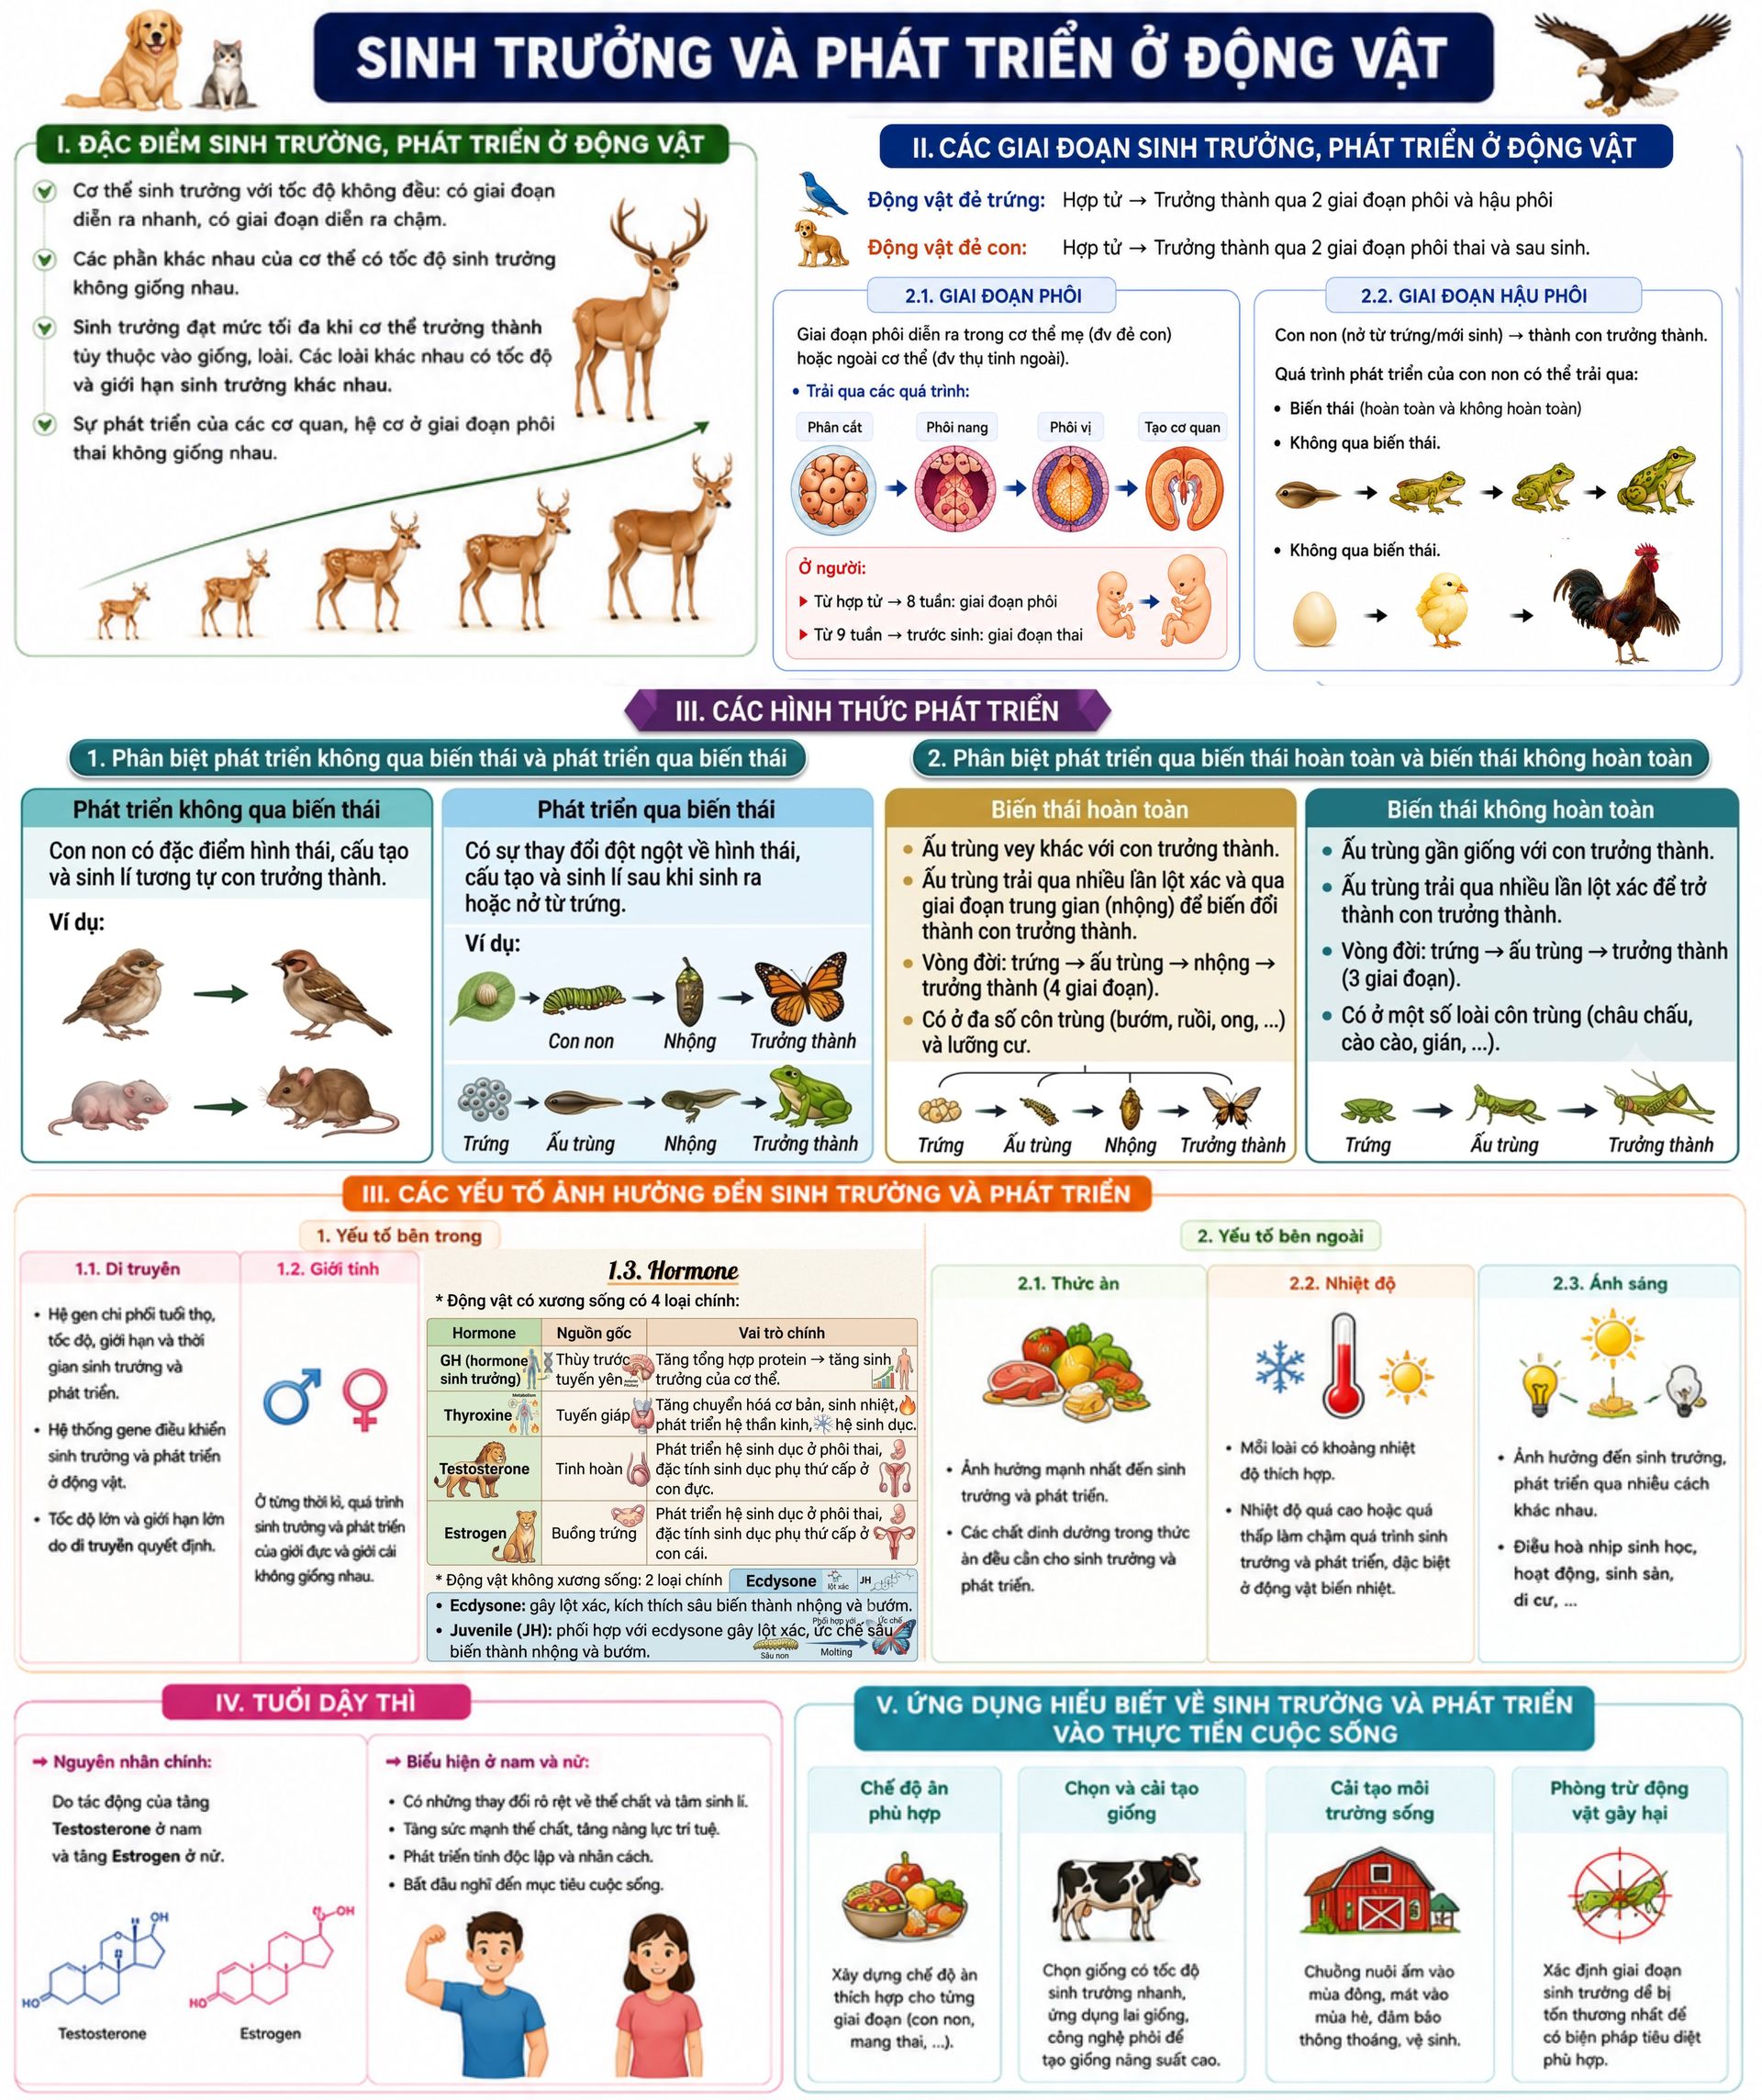 SINH TRƯỞNG VÀ PHÁT TRIỂN Ở ĐỘNG VẬT
I. ĐẶC ĐIỂM SINH TRƯỞNG, PHÁT TRIỂN Ở ĐỘNG VẬT
Cơ thể sinh trưởng với tốc độ không đều: có giai đoạn
diễn ra nhanh, có giai đoạn diễn ra chậm.
Các phần khác nhau của cơ thể có tốc độ sinh trưởng
không giống nhau.
Sinh trưởng đạt mức tối đa khi cơ thể trưởng thành
tùy thuộc vào giống, loài. Các loài khác nhau có tốc độ
và giới hạn sinh trưởng khác nhau.
Sự phát triển của các cơ quan, hệ cơ ở giai đoạn phôi
thai không giống nhau.
II. CÁC GIAI ĐOẠN SINH TRƯỞNG, PHÁT TRIỂN Ở ĐỘNG VẬT
Động vật đẻ trứng: Hợp tử → Trưởng thành qua 2 giai đoạn phôi và hậu phôi
Động vật đẻ con: Hợp tử → Trưởng thành qua 2 giai đoạn phôi thai và sau sinh.
2.1. GIAI ĐOẠN PHÔI
Giai đoạn phôi diễn ra trong cơ thể mẹ (đv đẻ con)
hoặc ngoài cơ thể (đv thụ tinh ngoài).
• Trải qua các quá trình:
Phân cắt
Phôi nang
Phôi vị
Tạo cơ quan
Ở người:
Từ hợp tử → 8 tuần: giai đoạn phôi
Từ 9 tuần → trước sinh: giai đoạn thai
2.2. GIAI ĐOẠN HẬU PHÔI
Con non (nở từ trứng/mới sinh) → thành con trưởng thành.
Quá trình phát triển của con non có thể trải qua:
• Biến thái (hoàn toàn và không hoàn toàn)
• Không qua biến thái.
• Không qua biến thái.
III. CÁC HÌNH THỨC PHÁT TRIỂN
1. Phân biệt phát triển không qua biến thái và phát triển qua biến thái
Phát triển không qua biến thái
Con non có đặc điểm hình thái, cấu tạo
và sinh lí tương tự con trưởng thành.
Ví dụ:
Phát triển qua biến thái
Có sự thay đổi đột ngột về hình thái,
cấu tạo và sinh lí sau khi sinh ra
hoặc nở từ trứng.
Ví dụ:
Con non
Nhộng
Trưởng thành
Trứng
Ấu trùng
Nhộng
Trưởng thành
2. Phân biệt phát triển qua biến thái hoàn toàn và biến thái không hoàn toàn
Biến thái hoàn toàn
• Ấu trùng vey khác với con trưởng thành.
• Ấu trùng trải qua nhiều lần lột xác và qua
giai đoạn trung gian (nhộng) để biến đổi
thành con trưởng thành.
• Vòng đời: trứng → ấu trùng → nhộng →
trưởng thành (4 giai đoạn).
• Có ở đa số côn trùng (bướm, ruồi, ong, ...)
và lưỡng cư.
Trứng
Ấu trùng
Nhộng
Trưởng thành
Biến thái không hoàn toàn
• Ấu trùng gần giống với con trưởng thành.
• Ấu trùng trải qua nhiều lần lột xác để trở
thành con trưởng thành.
• Vòng đời: trứng → ấu trùng → trưởng thành
(3 giai đoạn).
• Có ở một số loài côn trùng (châu chấu,
cào cào, gián, ...).
Trứng
Ấu trùng
Trưởng thành
III. CÁC YẾU TỐ ẢNH HƯỞNG ĐẾN SINH TRƯỞNG VÀ PHÁT TRIỂN
1. Yếu tố bên trong
1.1. Di truyền
• Hệ gen chi phối tuổi thọ,
tốc độ, giới hạn và thời
gian sinh trưởng và
phát triển.
• Hệ thống gene điều khiển
sinh trưởng và phát triển
ở động vật.
• Tốc độ lớn và giới hạn lớn
do di truyền quyết định.
1.2. Giới tính
Ở từng thời kì, quá trình
sinh trưởng và phát triển
của giới đực và giới cái
không giống nhau.
1.3. Hormone
* Động vật có xương sống có 4 loại chính:
Hormone
Nguồn gốc
Vai trò chính
GH (hormone
sinh trưởng)
Thùy trước
tuyến yên
Tăng tổng hợp protein → tăng sinh
trưởng của cơ thể.
Metabolism
Thyroxine
Tuyến giáp
Tăng chuyển hóa cơ bản, sinh nhiệt,
phát triển hệ thần kinh, hệ sinh dục.
Testosterone
Tinh hoàn
Phát triển hệ sinh dục ở phôi thai,
đặc tính sinh dục phụ thứ cấp ở
con đực.
Estrogen
Buồng trứng
Phát triển hệ sinh dục ở phôi thai,
đặc tính sinh dục phụ thứ cấp ở
con cái.
* Động vật không xương sống: 2 loại chính
Ecdysone
lột xác
JH
• Ecdysone: gây lột xác, kích thích sâu biến thành nhộng và bướm.
• Juvenile (JH): phối hợp với ecdysone gây lột xác, ức chế sâu
biến thành nhộng và bướm.
Phối hợp với
Ức chế
Sâu non
Molting
2. Yếu tố bên ngoài
2.1. Thức ăn
• Ảnh hưởng mạnh nhất đến sinh
trưởng và phát triển.
• Các chất dinh dưỡng trong thức
ăn đều cần cho sinh trưởng và
phát triển.
2.2. Nhiệt độ
• Mỗi loài có khoảng nhiệt
độ thích hợp.
• Nhiệt độ quá cao hoặc quá
thấp làm chậm quá trình sinh
trưởng và phát triển, đặc biệt
ở động vật biến nhiệt.
2.3. Ánh sáng
• Ảnh hưởng đến sinh trưởng,
phát triển qua nhiều cách
khác nhau.
• Điều hoà nhịp sinh học,
hoạt động, sinh sản,
di cư, ...
IV. TUỔI DẬY THÌ
→ Nguyên nhân chính:
Do tác động của tăng
Testosterone ở nam
và tăng Estrogen ở nữ.
OH
H
HO
Testosterone
OH
HO
Estrogen
→ Biểu hiện ở nam và nữ:
• Có những thay đổi rõ rệt về thể chất và tâm sinh lí.
• Tăng sức mạnh thể chất, tăng năng lực trí tuệ.
• Phát triển tính độc lập và nhân cách.
• Bắt đầu nghĩ đến mục tiêu cuộc sống.
V. ỨNG DỤNG HIỂU BIẾT VỀ SINH TRƯỞNG VÀ PHÁT TRIỂN
VÀO THỰC TIỄN CUỘC SỐNG
Chế độ ăn
phù hợp
Xây dựng chế độ ăn
thích hợp cho từng
giai đoạn (con non,
mang thai, ...).
Chọn và cải tạo
giống
Chọn giống có tốc độ
sinh trưởng nhanh,
ứng dụng lai giống,
công nghệ phôi để
tạo giống năng suất cao.
Cải tạo môi
trường sống
Chuồng nuôi ấm vào
mùa đông, mát vào
mùa hè, đảm bảo
thông thoáng, vệ sinh.
Phòng trừ động
vật gây hại
Xác định giai đoạn
sinh trưởng dễ bị
tổn thương nhất để
có biện pháp tiêu diệt
phù hợp.